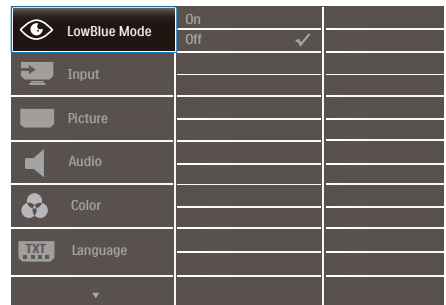 LowBlue Mode
On
Off
Input
Picture
Audio
Color
TXT
Language